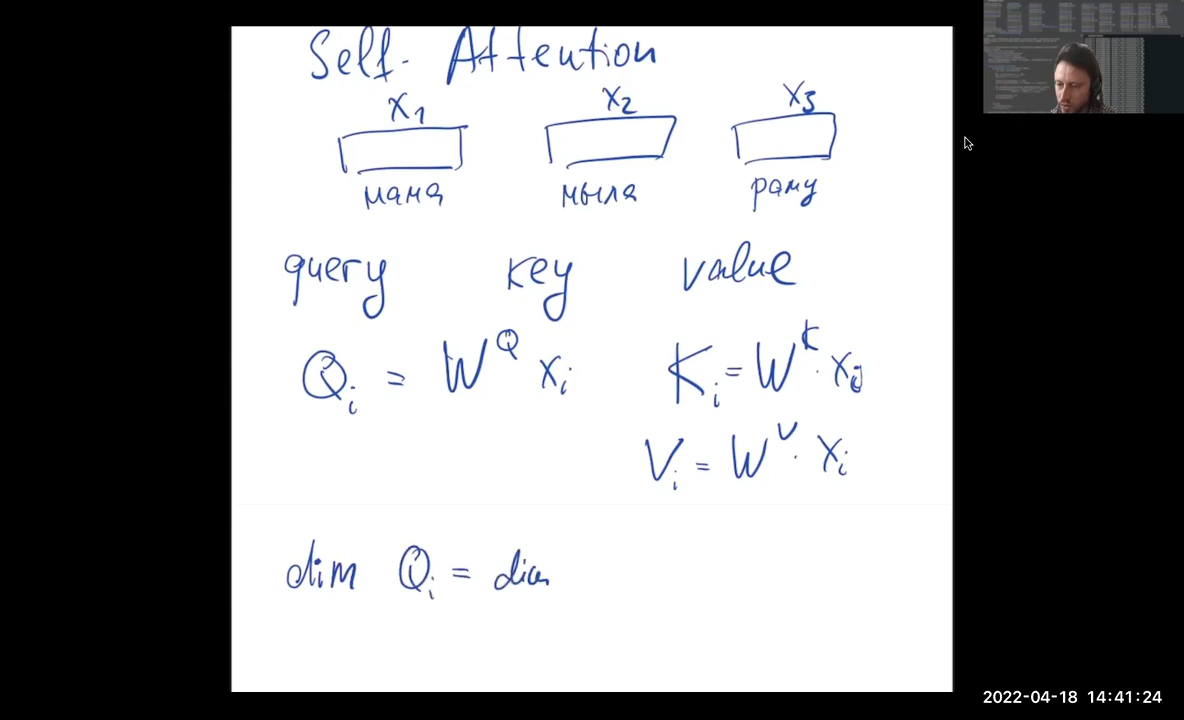 Self-Attention
x1 x2 x3
мама мыла раму
query key value
Qi = W^Q xi Ki = W^K · xi
Vi = W^V · xi
dim Qi = dim
2022-04-18 14:41:24